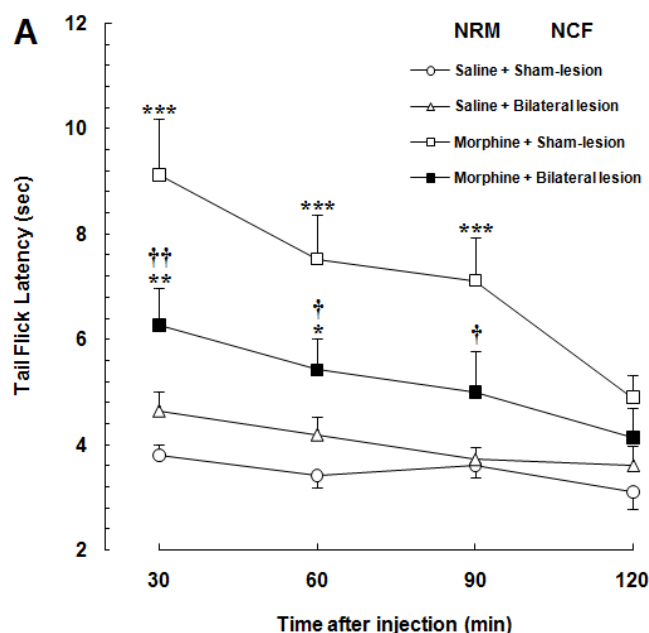 A
NRM NCF
Saline + Sham-lesion
Saline + Bilateral lesion
Morphine + Sham-lesion
Morphine + Bilateral lesion
Tail Flick Latency (sec)
12
10
8
6
4
2
***
***
***
††
**
†
*
†
30 60 90 120
Time after injection (min)